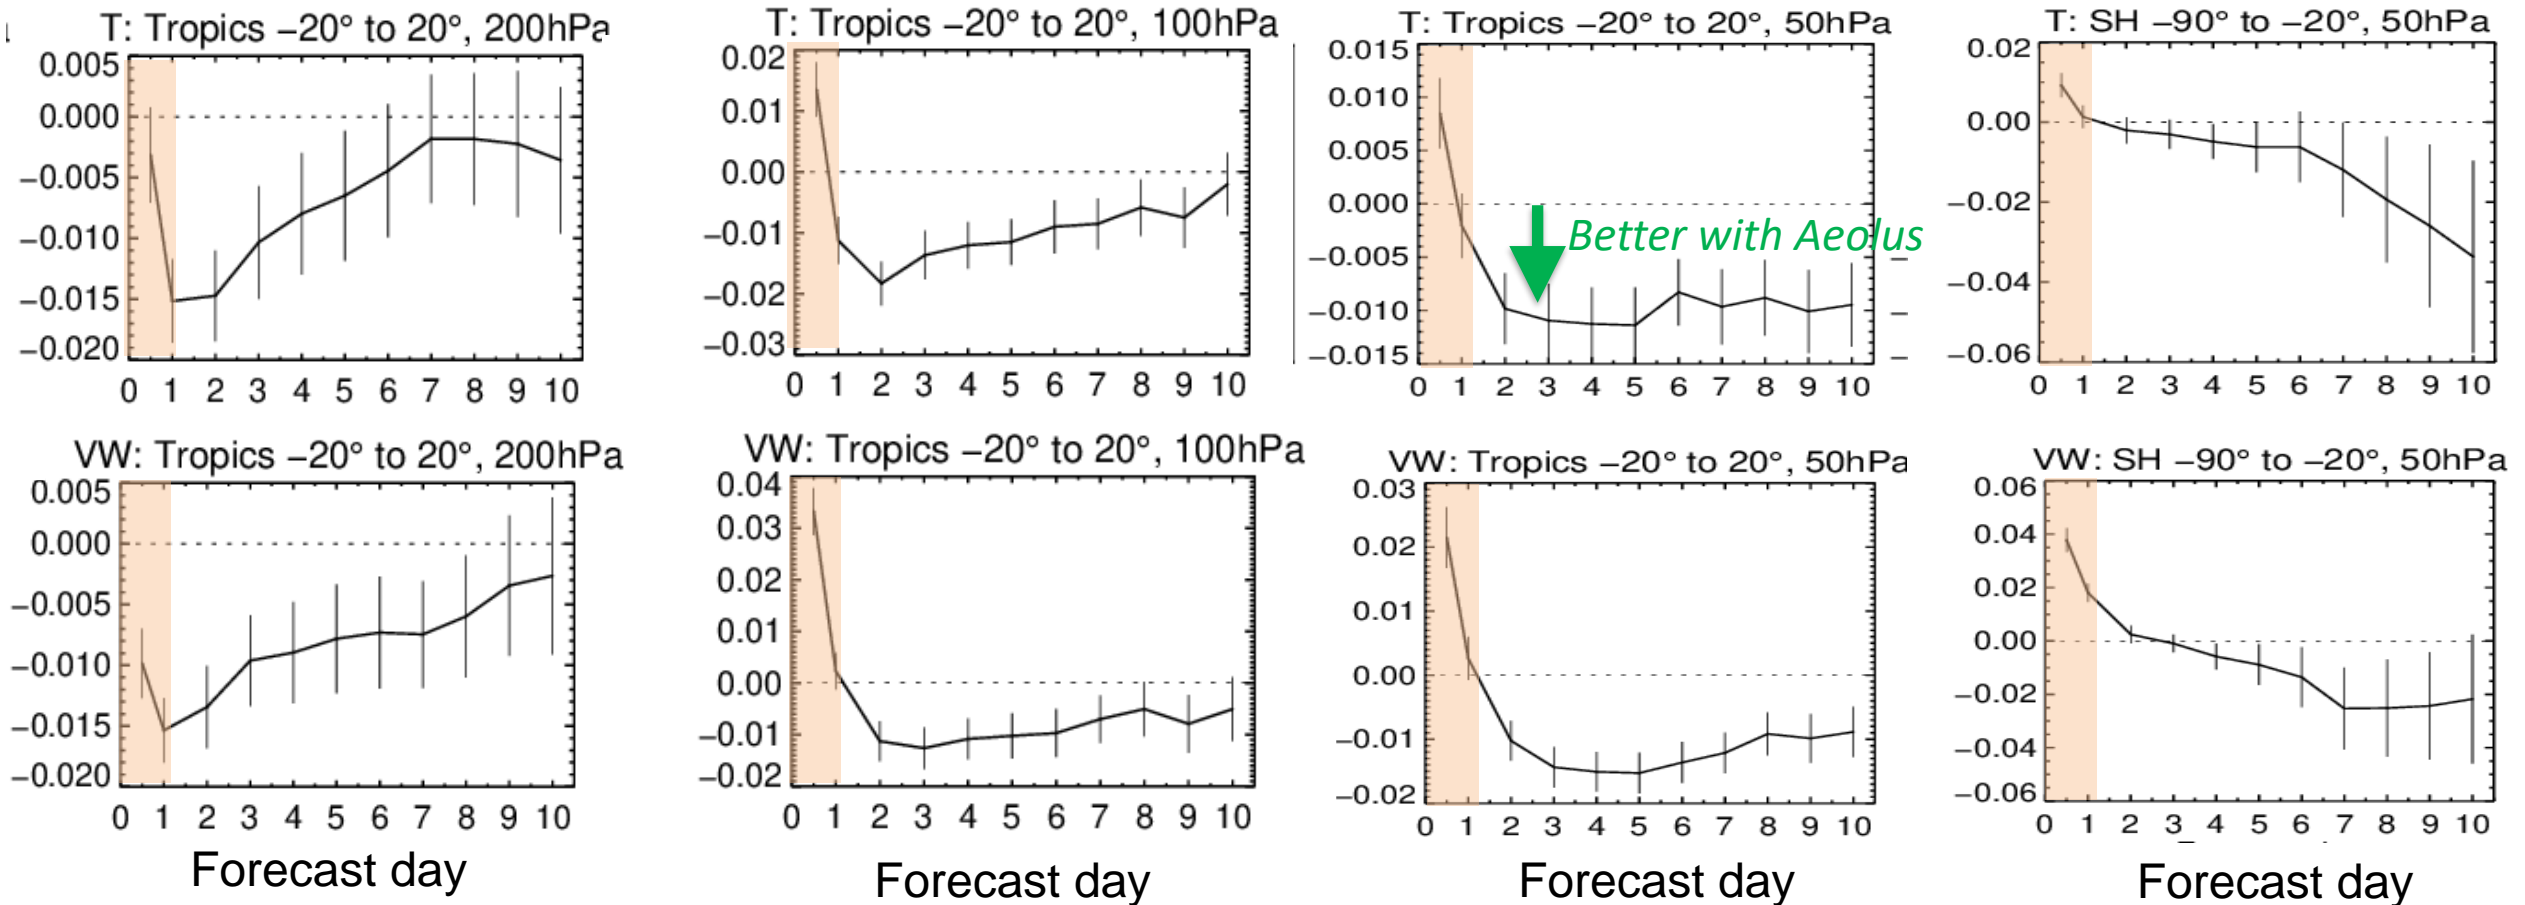 T: Tropics −20° to 20°, 200hPa
0.005
0.000
−0.005
−0.010
−0.015
−0.020
0 1 2 3 4 5 6 7 8 9 10
T: Tropics −20° to 20°, 100hPa
0.02
0.01
0.00
−0.01
−0.02
−0.03
0 1 2 3 4 5 6 7 8 9 10
T: Tropics −20° to 20°, 50hPa
0.015
0.010
0.005
0.000
−0.005
−0.010
−0.015
Better with Aeolus
0 1 2 3 4 5 6 7 8 9 10
T: SH −90° to −20°, 50hPa
0.02
0.00
−0.02
−0.04
−0.06
0 1 2 3 4 5 6 7 8 9 10
VW: Tropics −20° to 20°, 200hPa
0.005
0.000
−0.005
−0.010
−0.015
−0.020
0 1 2 3 4 5 6 7 8 9 10
Forecast day
VW: Tropics −20° to 20°, 100hPa
0.04
0.03
0.02
0.01
0.00
−0.01
−0.02
0 1 2 3 4 5 6 7 8 9 10
Forecast day
VW: Tropics −20° to 20°, 50hPa
0.03
0.02
0.01
0.00
−0.01
−0.02
0 1 2 3 4 5 6 7 8 9 10
Forecast day
VW: SH −90° to −20°, 50hPa
0.06
0.04
0.02
0.00
−0.02
−0.04
−0.06
0 1 2 3 4 5 6 7 8 9 10
Forecast day